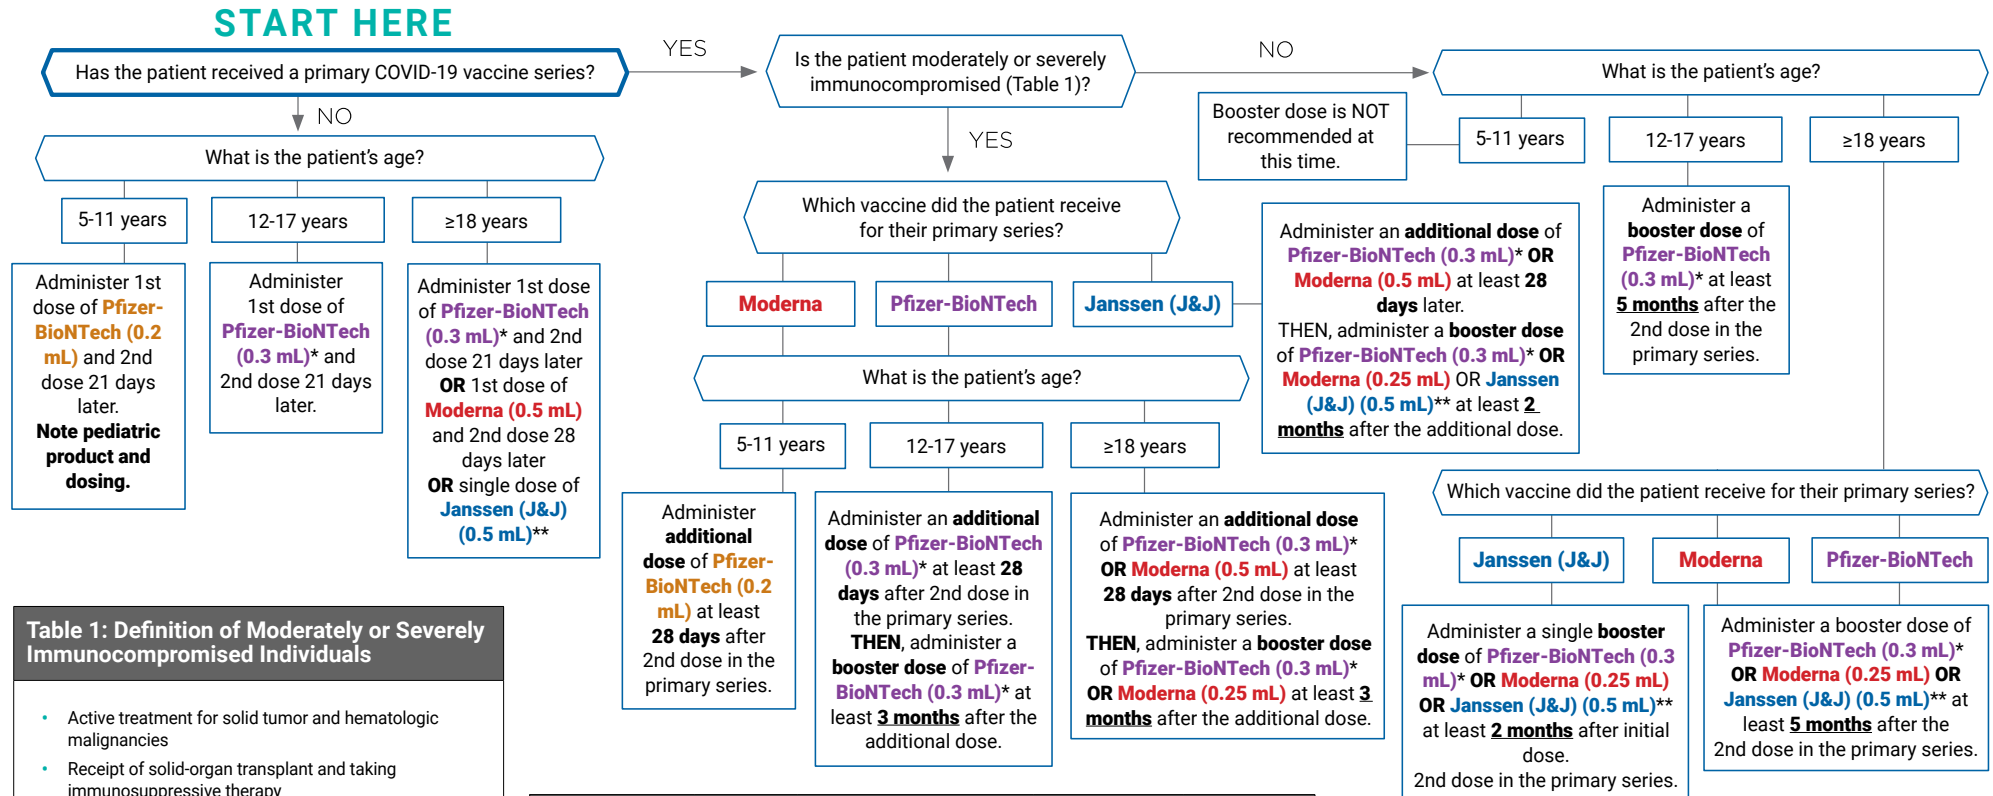 START HERE
Has the patient received a primary COVID-19 vaccine series?
YES
NO
What is the patient's age?
5-11 years
12-17 years
≥18 years
Administer 1st
dose of Pfizer-
BioNTech (0.2
mL) and 2nd
dose 21 days
later.
Note pediatric
product and
dosing.
Administer
1st dose of
Pfizer-BioNTech
(0.3 mL)* and
2nd dose 21 days
later.
Administer 1st dose
of Pfizer-BioNTech
(0.3 mL)* and 2nd
dose 21 days later
OR 1st dose of
Moderna (0.5 mL)
and 2nd dose 28
days later
OR single dose of
Janssen (J&J)
(0.5 mL)**
Is the patient moderately or severely
immunocompromised (Table 1)?
NO
YES
Which vaccine did the patient receive
for their primary series?
Moderna
Pfizer-BioNTech
Janssen (J&J)
What is the patient's age?
5-11 years
12-17 years
≥18 years
Administer
additional
dose of Pfizer-
BioNTech (0.2
mL) at least
28 days after
2nd dose in the
primary series.
Administer an additional
dose of Pfizer-BioNTech
(0.3 mL)* at least 28
days after 2nd dose in
the primary series.
THEN, administer a
booster dose of Pfizer-
BioNTech (0.3 mL)* at
least 3 months after the
additional dose.
Administer an additional dose
of Pfizer-BioNTech (0.3 mL)*
OR Moderna (0.5 mL) at least
28 days after 2nd dose in the
primary series.
THEN, administer a booster dose
of Pfizer-BioNTech (0.3 mL)*
OR Moderna (0.25 mL) at least 3
months after the additional dose.
Administer an additional dose of
Pfizer-BioNTech (0.3 mL)* OR
Moderna (0.5 mL) at least 28
days later.
THEN, administer a booster dose
of Pfizer-BioNTech (0.3 mL)* OR
Moderna (0.25 mL) OR Janssen
(J&J) (0.5 mL)** at least 2
months after the additional dose.
What is the patient's age?
Booster dose is NOT
recommended at
this time.
5-11 years
12-17 years
≥18 years
Administer a
booster dose of
Pfizer-BioNTech
(0.3 mL)* at least
5 months after the
2nd dose in the
primary series.
Which vaccine did the patient receive for their primary series?
Janssen (J&J)
Moderna
Pfizer-BioNTech
Administer a single booster
dose of Pfizer-BioNTech (0.3
mL)* OR Moderna (0.25 mL)
OR Janssen (J&J) (0.5 mL)**
at least 2 months after initial
dose.
2nd dose in the primary series.
Administer a booster dose of
Pfizer-BioNTech (0.3 mL)*
OR Moderna (0.25 mL) OR
Janssen (J&J) (0.5 mL)** at
least 5 months after the
2nd dose in the primary series.
Table 1: Definition of Moderately or Severely
Immunocompromised Individuals
• Active treatment for solid tumor and hematologic
malignancies
• Receipt of solid-organ transplant and taking
immunosuppressive therapy